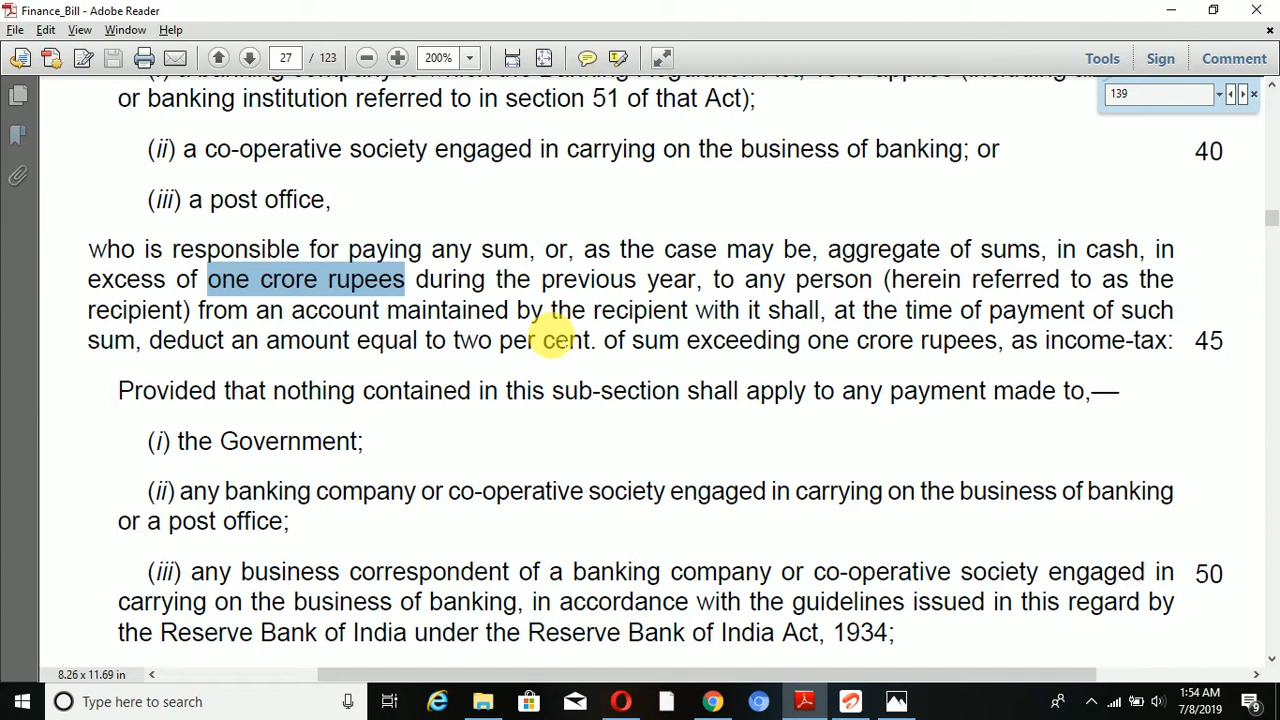 Finance_Bill - Adobe Reader
File Edit View Window Help
27 / 123 200% Tools Sign Comment
139
or banking institution referred to in section 51 of that Act);
(ii) a co-operative society engaged in carrying on the business of banking; or 40
(iii) a post office,
who is responsible for paying any sum, or, as the case may be, aggregate of sums, in cash, in
excess of one crore rupees during the previous year, to any person (herein referred to as the
recipient) from an account maintained by the recipient with it shall, at the time of payment of such
sum, deduct an amount equal to two per cent. of sum exceeding one crore rupees, as income-tax: 45
Provided that nothing contained in this sub-section shall apply to any payment made to,—
(i) the Government;
(ii) any banking company or co-operative society engaged in carrying on the business of banking
or a post office;
(iii) any business correspondent of a banking company or co-operative society engaged in 50
carrying on the business of banking, in accordance with the guidelines issued in this regard by
the Reserve Bank of India under the Reserve Bank of India Act, 1934;
8.26 x 11.69 in
Type here to search
1:54 AM
7/8/2019
9